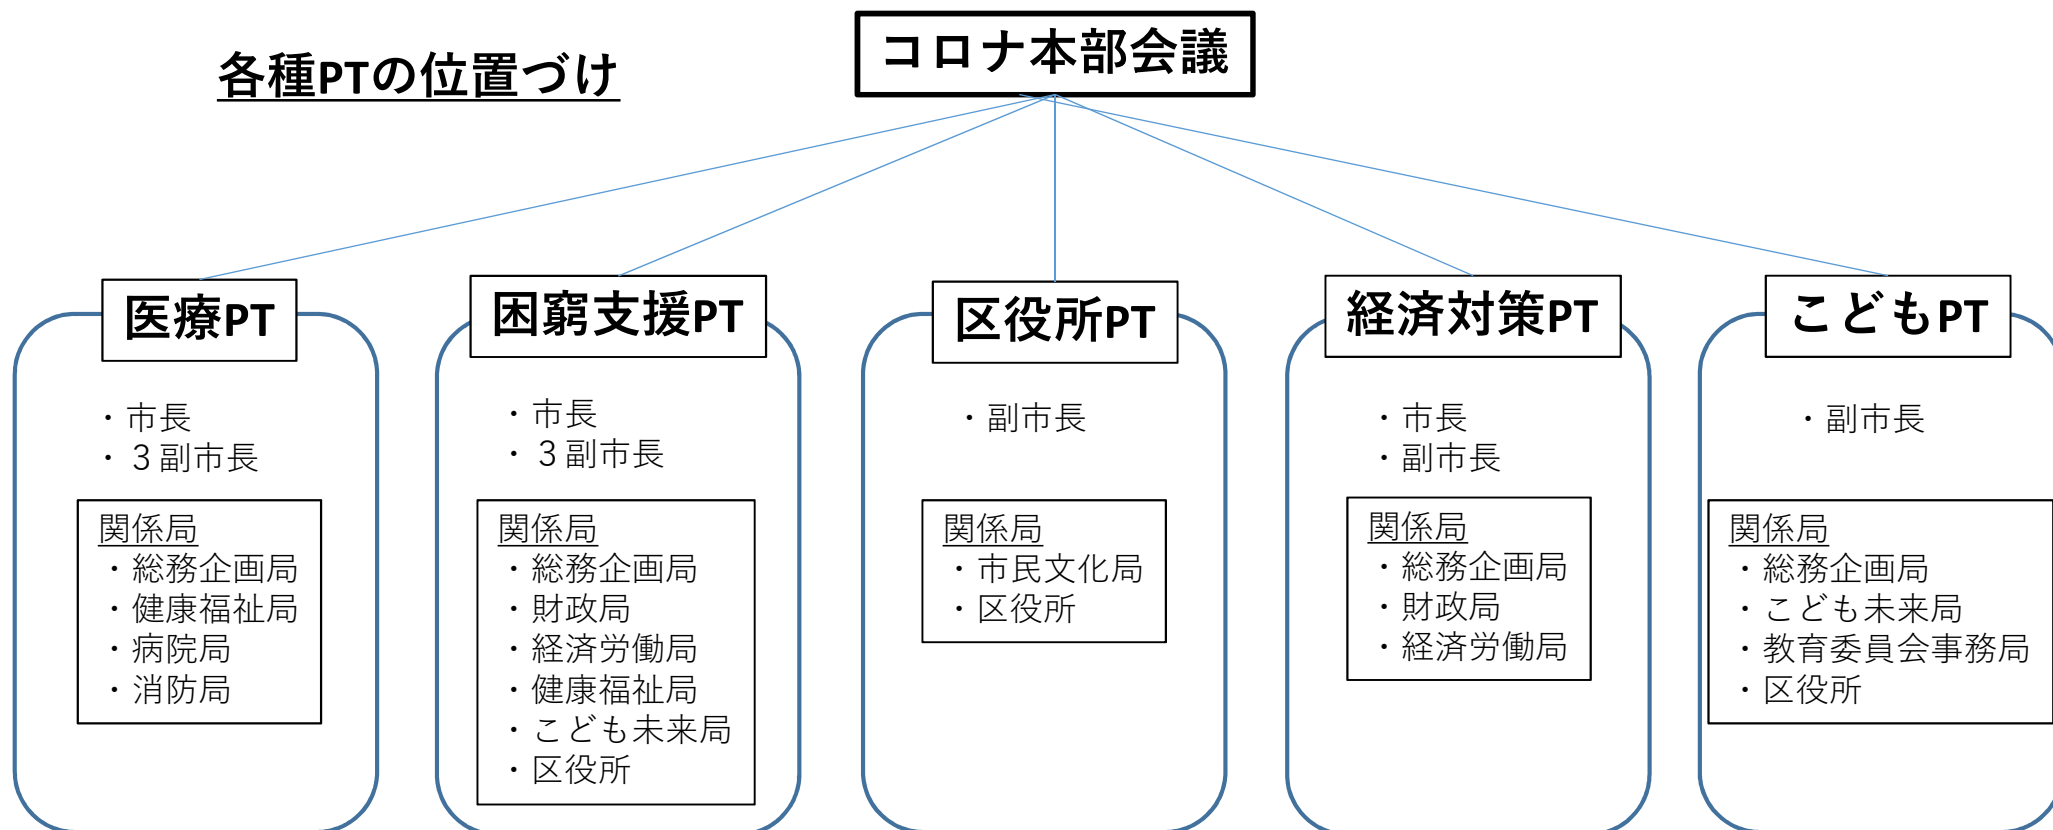 各種PTの位置づけ
コロナ本部会議
医療PT
・市長
・３副市長
関係局
・総務企画局
・健康福祉局
・病院局
・消防局
困窮支援PT
・市長
・３副市長
関係局
・総務企画局
・財政局
・経済労働局
・健康福祉局
・こども未来局
・区役所
区役所PT
・副市長
関係局
・市民文化局
・区役所
経済対策PT
・市長
・副市長
関係局
・総務企画局
・財政局
・経済労働局
こどもPT
・副市長
関係局
・総務企画局
・こども未来局
・教育委員会事務局
・区役所